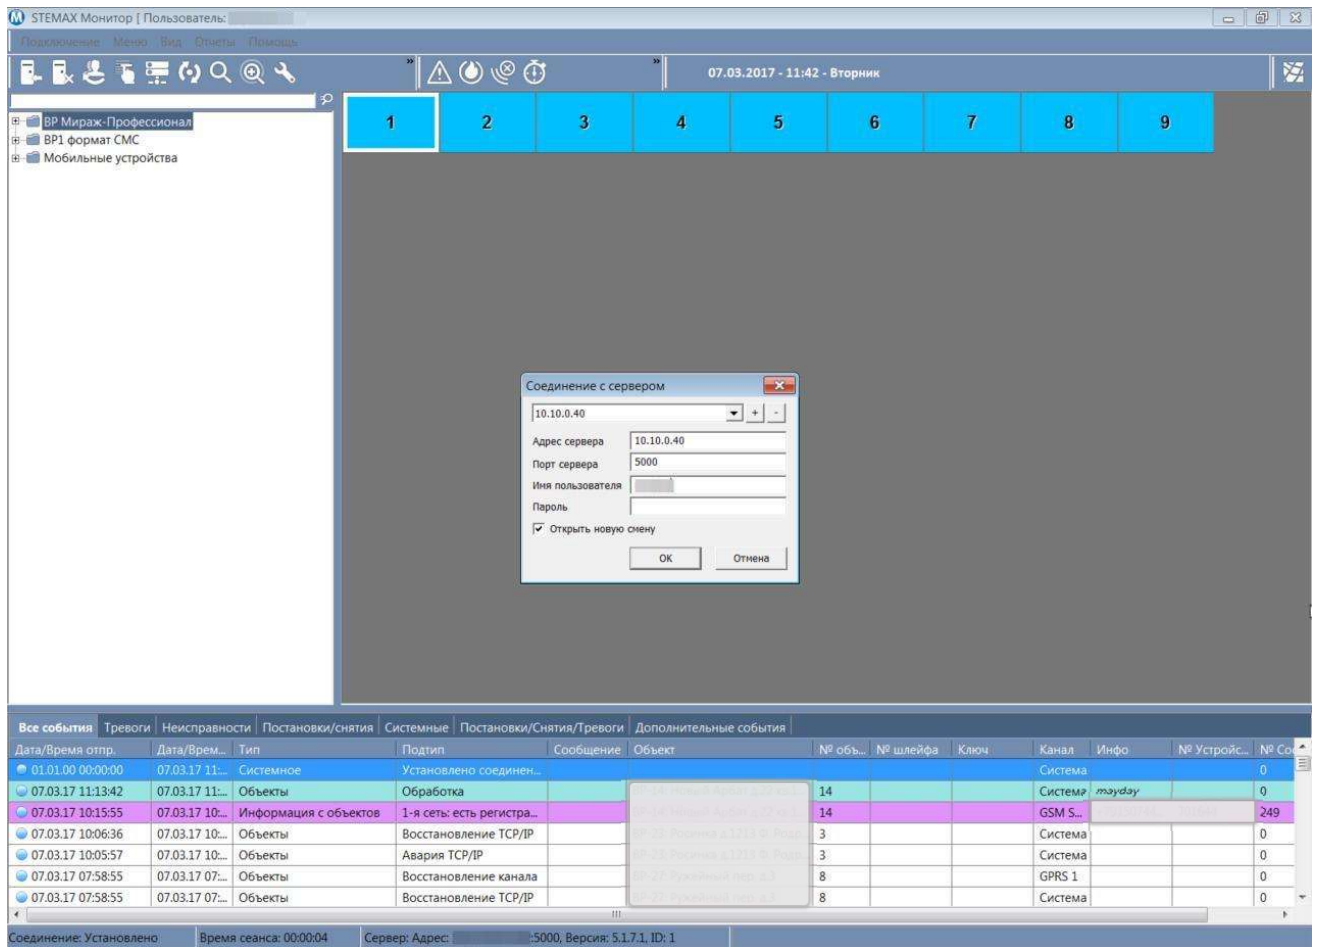 STEMAX Монитор [ Пользователь:
Подключение Меню Вид Отчеты Помощь
» » 07.03.2017 - 11:42 - Вторник
ВР Мираж-Профессионал
ВР1 формат СМС
Мобильные устройства
1 2 3 4 5 6 7 8 9
Соединение с сервером
10.10.0.40 + -
Адрес сервера 10.10.0.40
Порт сервера 5000
Имя пользователя
Пароль
Открыть новую смену
OK Отмена
Все события Тревоги Неисправности Постановки/снятия Системные Постановки/Снятия/Тревоги Дополнительные события
Дата/Время отпр. Дата/Врем... Тип Подтип Сообщение Объект № объ... № шлейфа Ключ Канал Инфо № Устройс... № Со
01.01.00 00:00:00 07.03.17 11:... Системное Установлено соединен... Система 0
07.03.17 11:13:42 07.03.17 11:... Объекты Обработка 14 Система mayday 0
07.03.17 10:15:55 07.03.17 10:... Информация с объектов 1-я сеть: есть регистра... 14 GSM S... 249
07.03.17 10:06:36 07.03.17 10:... Объекты Восстановление TCP/IP 3 Система 0
07.03.17 10:05:57 07.03.17 10:... Объекты Авария TCP/IP 3 Система 0
07.03.17 07:58:55 07.03.17 07:... Объекты Восстановление канала 8 GPRS 1 0
07.03.17 07:58:55 07.03.17 07:... Объекты Восстановление TCP/IP 8 Система 0
Соединение: Установлено Время сеанса: 00:00:04 Сервер: Адрес: :5000, Версия: 5.1.7.1, ID: 1